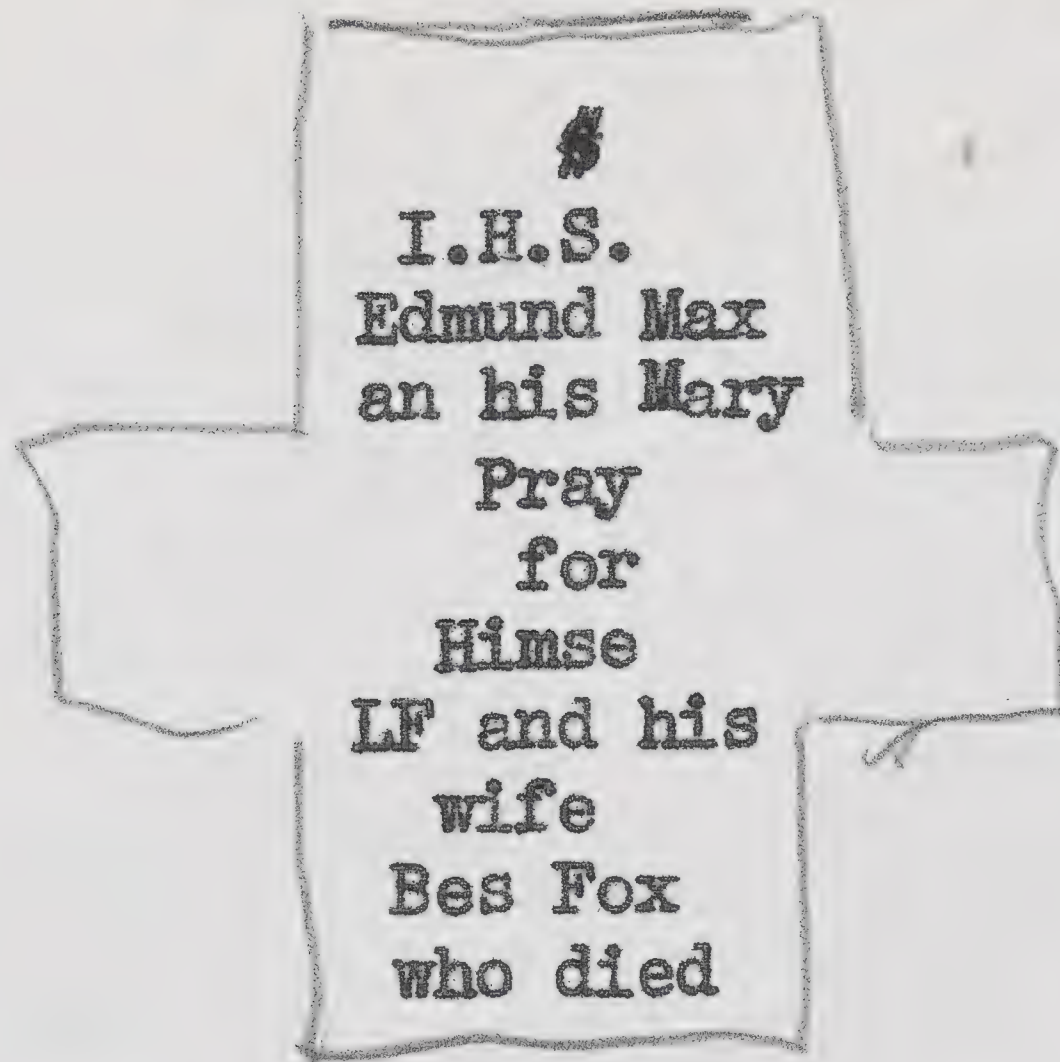 I.H.S.
Edmund Max
an his Mary
Pray
for
Himse
LF and his
wife
Bes Fox
who died